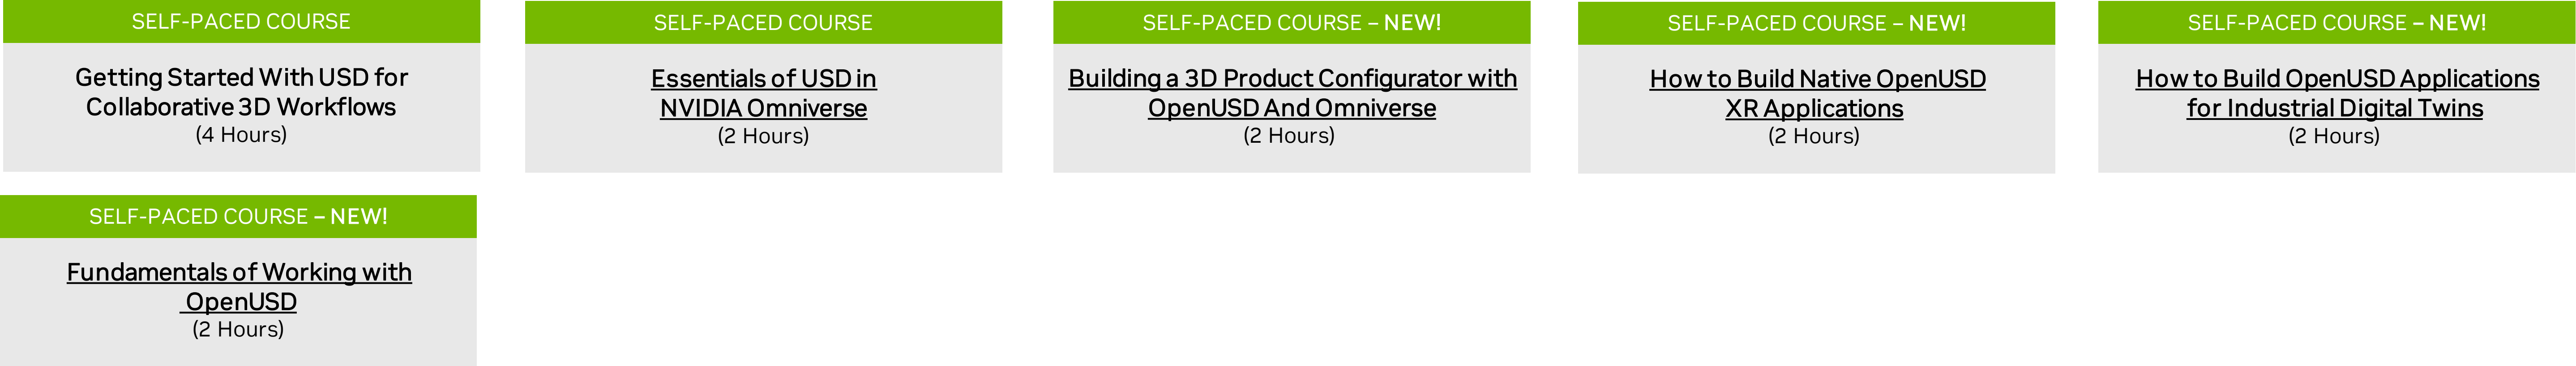 SELF-PACED COURSE
Getting Started With USD for
Collaborative 3D Workflows
(4 Hours)
SELF-PACED COURSE
Essentials of USD in
NVIDIA Omniverse
(2 Hours)
SELF-PACED COURSE – NEW!
Building a 3D Product Configurator with
OpenUSD And Omniverse
(2 Hours)
SELF-PACED COURSE – NEW!
How to Build Native OpenUSD
XR Applications
(2 Hours)
SELF-PACED COURSE – NEW!
How to Build OpenUSD Applications
for Industrial Digital Twins
(2 Hours)
SELF-PACED COURSE – NEW!
Fundamentals of Working with
OpenUSD
(2 Hours)